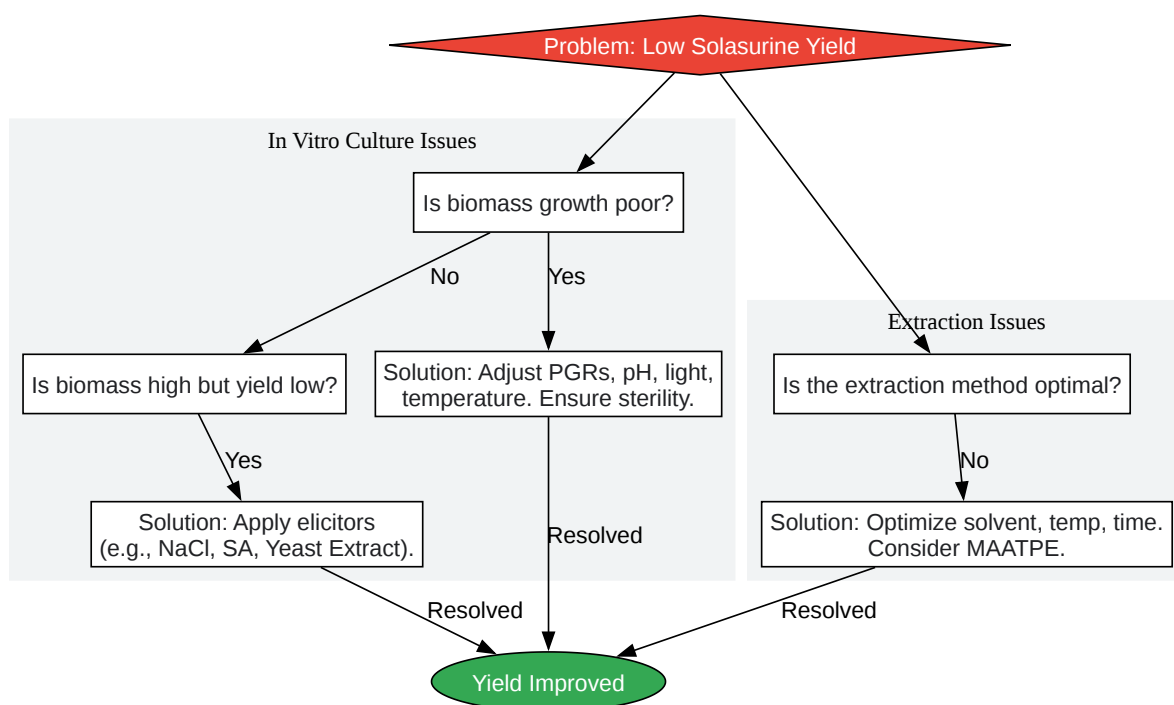 Problem: Low Solasurine Yield
In Vitro Culture Issues
Is biomass growth poor?
No
Yes
Extraction Issues
Is biomass high but yield low?
Solution: Adjust PGRs, pH, light,
temperature. Ensure sterility.
Is the extraction method optimal?
Yes
No
Solution: Apply elicitors
(e.g., NaCl, SA, Yeast Extract).
Resolved
Solution: Optimize solvent, temp, time.
Consider MAATPE.
Resolved
Resolved
Yield Improved